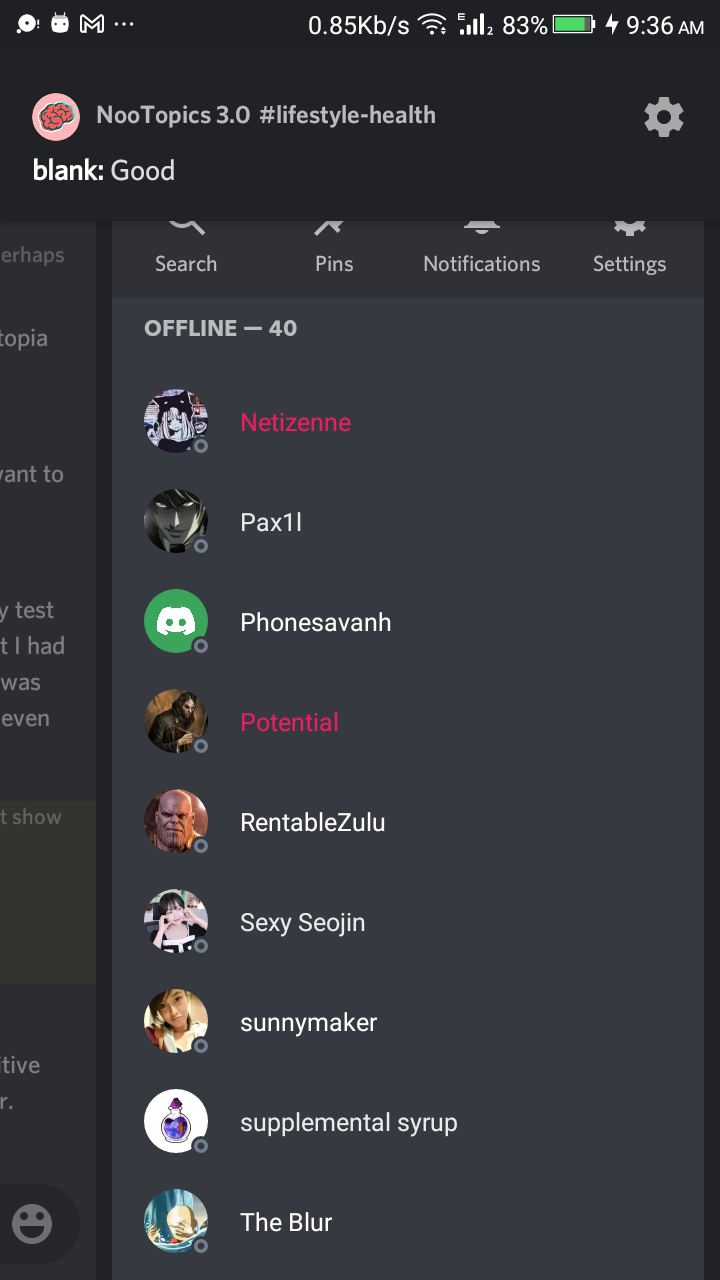 0.85Kb/s E 2 83% 9:36 AM
NooTopics 3.0 #lifestyle-health
blank: Good
Search Pins Notifications Settings
erhaps
OFFLINE — 40
topia
Netizenne
vant to
Pax1l
y test
Phonesavanh
t I had
was
even
Potential
t show
RentableZulu
Sexy Seojin
sunnymaker
itive
r.
supplemental syrup
The Blur